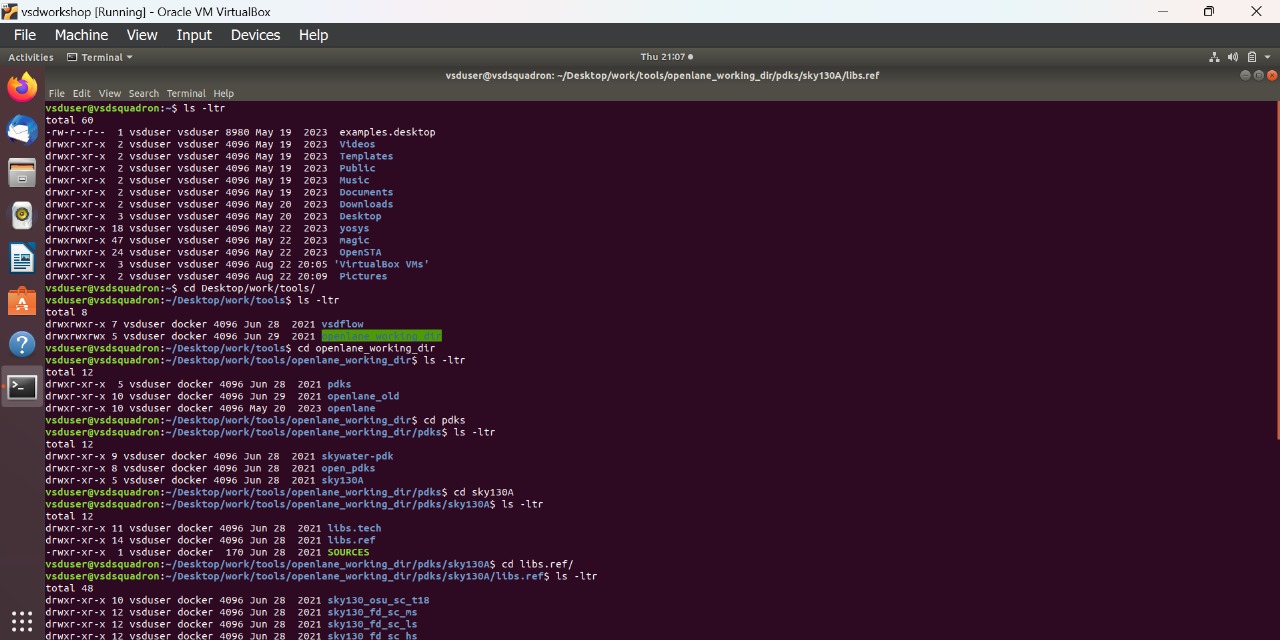 vsdworkshop [Running] - Oracle VM VirtualBox
File Machine View Input Devices Help
Activities Terminal Thu 21:07
vsduser@vsdsquadron: ~/Desktop/work/tools/openlane_working_dir/pdks/sky130A/libs.ref
File Edit View Search Terminal Help
vsduser@vsdsquadron:~$ ls -ltr
total 60
-rw-r--r--  1 vsduser vsduser 8980 May 19  2023  examples.desktop
drwxr-xr-x  2 vsduser vsduser 4096 May 19  2023  Videos
drwxr-xr-x  2 vsduser vsduser 4096 May 19  2023  Templates
drwxr-xr-x  2 vsduser vsduser 4096 May 19  2023  Public
drwxr-xr-x  2 vsduser vsduser 4096 May 19  2023  Music
drwxr-xr-x  2 vsduser vsduser 4096 May 19  2023  Documents
drwxr-xr-x  2 vsduser vsduser 4096 May 20  2023  Downloads
drwxr-xr-x  3 vsduser vsduser 4096 May 20  2023  Desktop
drwxrwxr-x 18 vsduser vsduser 4096 May 22  2023  yosys
drwxrwxr-x 47 vsduser vsduser 4096 May 22  2023  magic
drwxrwxr-x 24 vsduser vsduser 4096 May 22  2023  OpenSTA
drwxrwxr-x  3 vsduser vsduser 4096 Aug 22 20:05 'VirtualBox VMs'
drwxr-xr-x  2 vsduser vsduser 4096 Aug 22 20:09  Pictures
vsduser@vsdsquadron:~$ cd Desktop/work/tools/
vsduser@vsdsquadron:~/Desktop/work/tools$ ls -ltr
total 8
drwxrwxr-x 7 vsduser docker 4096 Jun 28  2021 vsdflow
drwxrwxrwx 5 vsduser docker 4096 Jun 29  2021 openlane_working_dir
vsduser@vsdsquadron:~/Desktop/work/tools$ cd openlane_working_dir
vsduser@vsdsquadron:~/Desktop/work/tools/openlane_working_dir$ ls -ltr
total 12
drwxr-xr-x  5 vsduser docker 4096 Jun 28  2021 pdks
drwxr-xr-x 10 vsduser docker 4096 Jun 29  2021 openlane_old
drwxr-xr-x 10 vsduser docker 4096 May 20  2023 openlane
vsduser@vsdsquadron:~/Desktop/work/tools/openlane_working_dir$ cd pdks
vsduser@vsdsquadron:~/Desktop/work/tools/openlane_working_dir/pdks$ ls -ltr
total 12
drwxr-xr-x 9 vsduser docker 4096 Jun 28  2021 skywater-pdk
drwxr-xr-x 8 vsduser docker 4096 Jun 28  2021 open_pdks
drwxr-xr-x 5 vsduser docker 4096 Jun 28  2021 sky130A
vsduser@vsdsquadron:~/Desktop/work/tools/openlane_working_dir/pdks$ cd sky130A
vsduser@vsdsquadron:~/Desktop/work/tools/openlane_working_dir/pdks/sky130A$ ls -ltr
total 12
drwxr-xr-x 11 vsduser docker 4096 Jun 28  2021 libs.tech
drwxr-xr-x 14 vsduser docker 4096 Jun 28  2021 libs.ref
-rwxr-xr-x  1 vsduser docker  170 Jun 28  2021 SOURCES
vsduser@vsdsquadron:~/Desktop/work/tools/openlane_working_dir/pdks/sky130A$ cd libs.ref/
vsduser@vsdsquadron:~/Desktop/work/tools/openlane_working_dir/pdks/sky130A/libs.ref$ ls -ltr
total 48
drwxr-xr-x 10 vsduser docker 4096 Jun 28  2021 sky130_osu_sc_t18
drwxr-xr-x 12 vsduser docker 4096 Jun 28  2021 sky130_fd_sc_ms
drwxr-xr-x 12 vsduser docker 4096 Jun 28  2021 sky130_fd_sc_ls
drwxr-xr-x 12 vsduser docker 4096 Jun 28  2021 sky130_fd_sc_hs